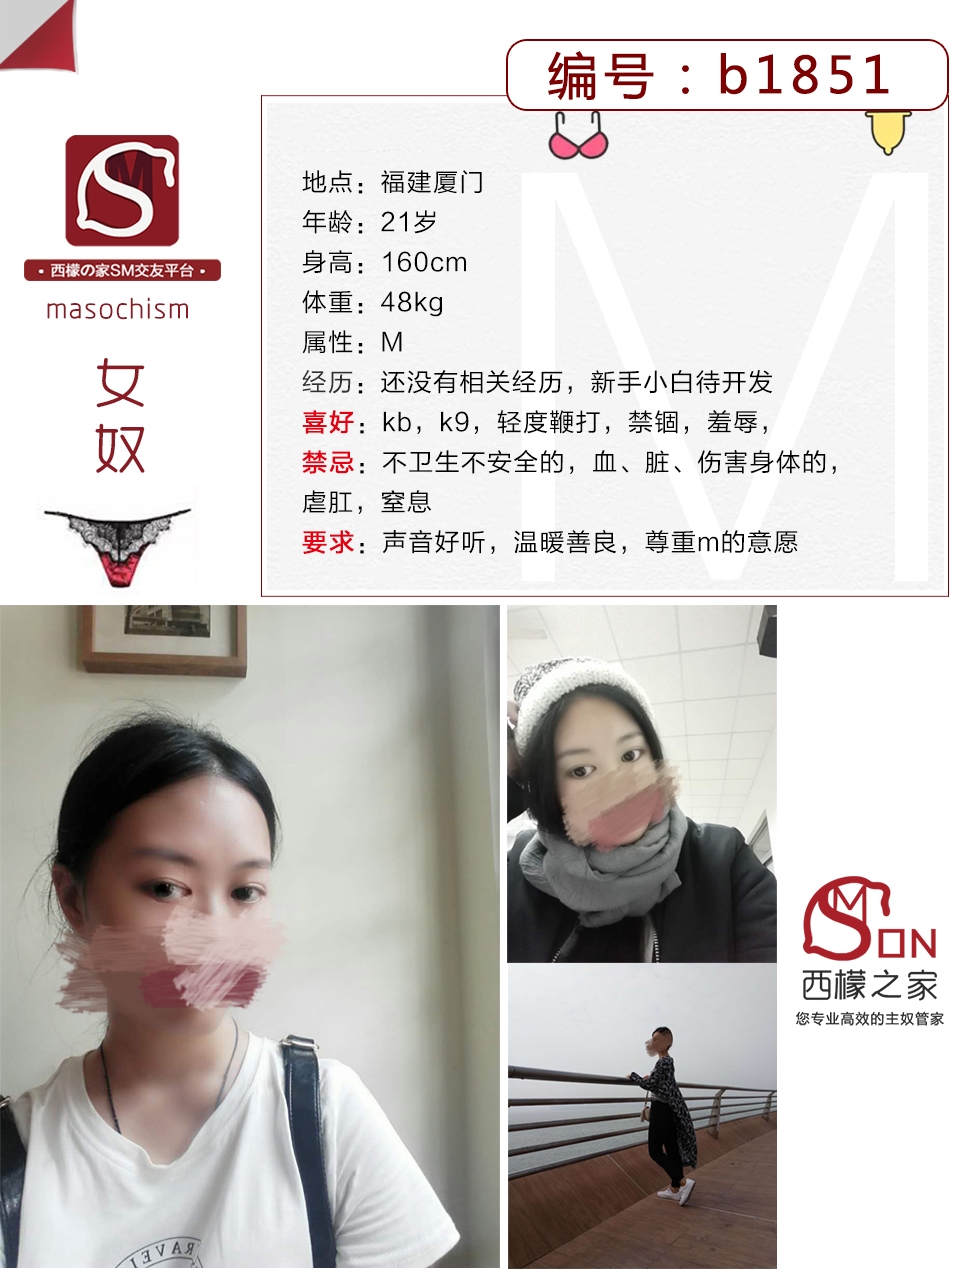 编号：b1851
西檬の家SM交友平台
masochism
女
奴
地点：福建厦门
年龄：21岁
身高：160cm
体重：48kg
属性：M
经历：还没有相关经历，新手小白待开发
喜好：kb，k9，轻度鞭打，禁锢，羞辱，
禁忌：不卫生不安全的，血、脏、伤害身体的，
虐肛，窒息
要求：声音好听，温暖善良，尊重m的意愿
M
SMON
西檬之家
您专业高效的主奴管家
TRAVEL